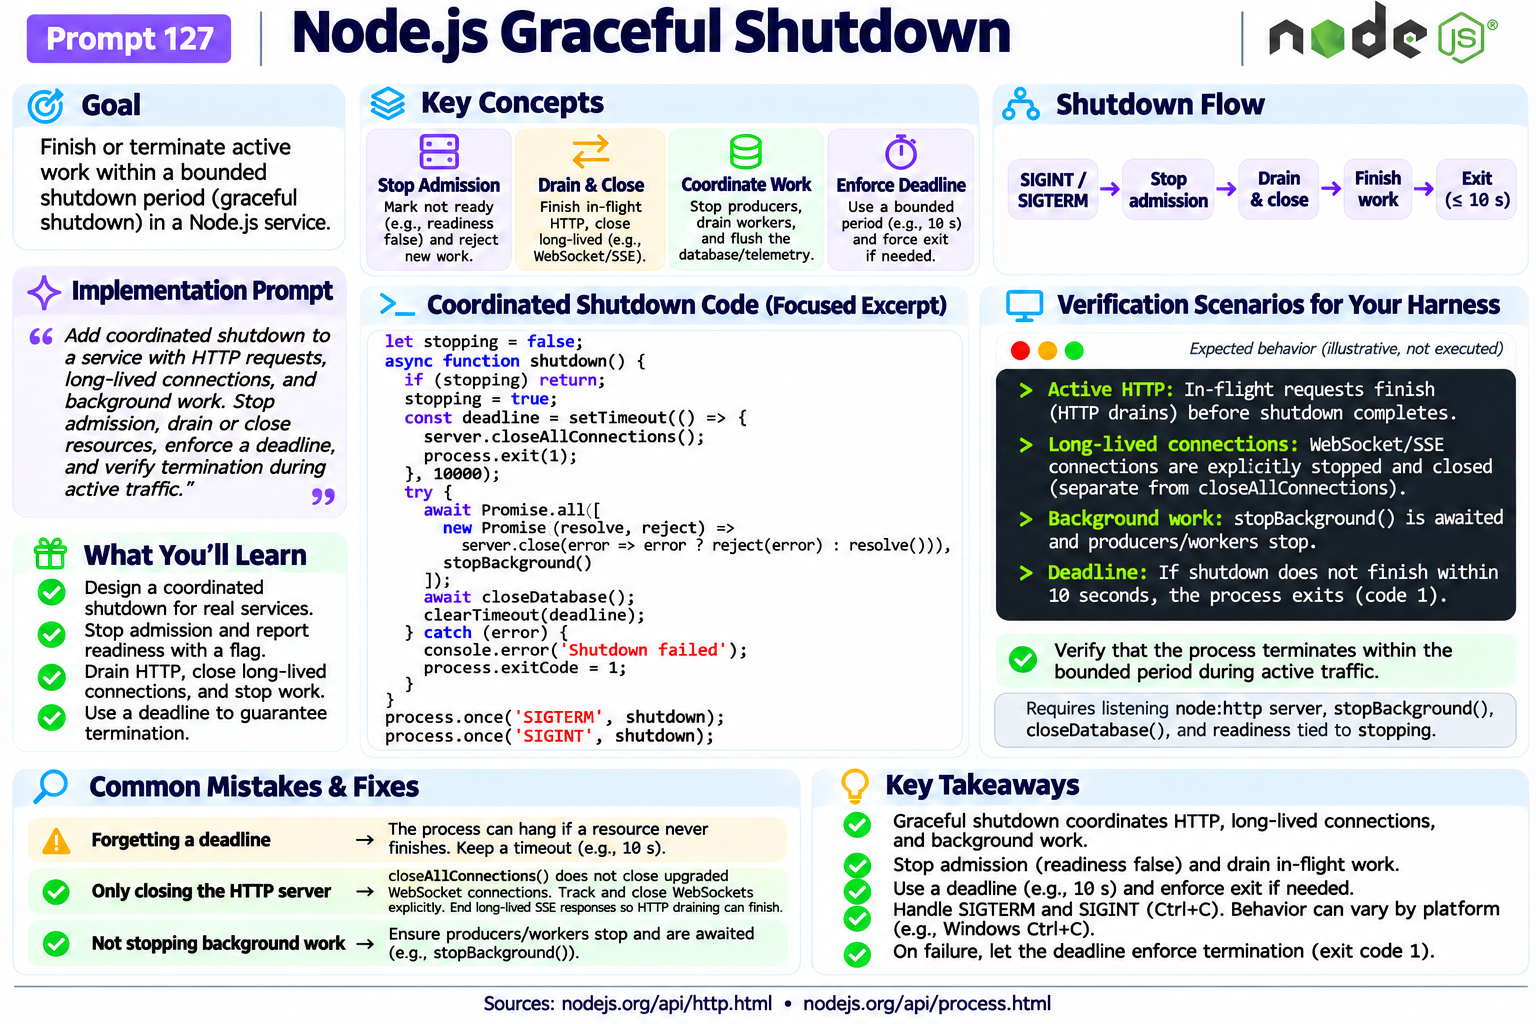 Prompt 127
Node.js Graceful Shutdown
node JS ®
Goal
Finish or terminate active
work within a bounded
shutdown period (graceful
shutdown) in a Node.js service.
Key Concepts
Stop Admission
Mark not ready
(e.g., readiness
false) and reject
new work.
Drain & Close
Finish in-flight
HTTP, close
long-lived (e.g.,
WebSocket/SSE).
Coordinate Work
Stop producers,
drain workers,
and flush the
database/telemetry.
Enforce Deadline
Use a bounded
period (e.g., 10 s)
and force exit
if needed.
Shutdown Flow
SIGINT /
SIGTERM
→
Stop
admission
→
Drain
& close
→
Finish
work
→
Exit
(≤ 10 s)
Implementation Prompt
“ Add coordinated shutdown to
a service with HTTP requests,
long-lived connections, and
background work. Stop
admission, drain or close
resources, enforce a deadline,
and verify termination during
active traffic.”
”
What You’ll Learn
Design a coordinated
shutdown for real services.
Stop admission and report
readiness with a flag.
Drain HTTP, close long-lived
connections, and stop work.
Use a deadline to guarantee
termination.
>_ Coordinated Shutdown Code (Focused Excerpt)
let stopping = false;
async function shutdown() {
if (stopping) return;
stopping = true;
const deadline = setTimeout(() => {
server.closeAllConnections();
process.exit(1);
}, 10000);
try {
await Promise.all([
new Promise (resolve, reject) =>
server.close(error => error ? reject(error) : resolve())),
stopBackground()
]);
await closeDatabase();
clearTimeout(deadline);
} catch (error) {
console.error('Shutdown failed');
process.exitCode = 1;
}
}
process.once('SIGTERM', shutdown);
process.once('SIGINT', shutdown);
Verification Scenarios for Your Harness
Expected behavior (illustrative, not executed)
> Active HTTP: In-flight requests finish
(HTTP drains) before shutdown completes.
> Long-lived connections: WebSocket/SSE
connections are explicitly stopped and closed
(separate from closeAllConnections).
> Background work: stopBackground() is awaited
and producers/workers stop.
> Deadline: If shutdown does not finish within
10 seconds, the process exits (code 1).
Verify that the process terminates within the
bounded period during active traffic.
Requires listening node:http server, stopBackground(),
closeDatabase(), and readiness tied to stopping.
Common Mistakes & Fixes
Forgetting a deadline →
The process can hang if a resource never
finishes. Keep a timeout (e.g., 10 s).
Only closing the HTTP server →
closeAllConnections() does not close upgraded
WebSocket connections. Track and close WebSockets
explicitly. End long-lived SSE responses so HTTP draining can finish.
Not stopping background work →
Ensure producers/workers stop and are awaited
(e.g., stopBackground()).
Key Takeaways
Graceful shutdown coordinates HTTP, long-lived connections,
and background work.
Stop admission (readiness false) and drain in-flight work.
Use a deadline (e.g., 10 s) and enforce exit if needed.
Handle SIGTERM and SIGINT (Ctrl+C). Behavior can vary by platform
(e.g., Windows Ctrl+C).
On failure, let the deadline enforce termination (exit code 1).
Sources: nodejs.org/api/http.html • nodejs.org/api/process.html